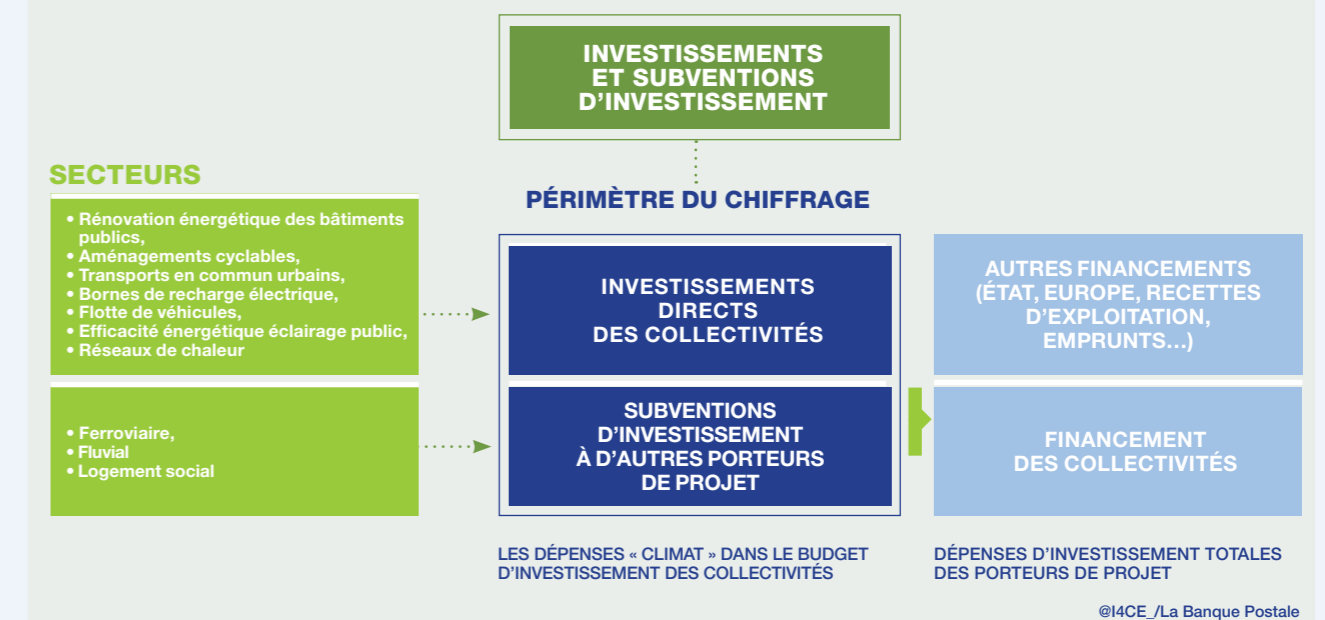 INVESTISSEMENTS
ET SUBVENTIONS
D'INVESTISSEMENT
SECTEURS
• Rénovation énergétique des bâtiments
publics,
• Aménagements cyclables,
• Transports en commun urbains,
• Bornes de recharge électrique,
• Flotte de véhicules,
• Efficacité énergétique éclairage public,
• Réseaux de chaleur
• Ferroviaire,
• Fluvial
• Logement social
PÉRIMÈTRE DU CHIFFRAGE
INVESTISSEMENTS
DIRECTS
DES COLLECTIVITÉS
SUBVENTIONS
D'INVESTISSEMENT
À D'AUTRES PORTEURS
DE PROJET
LES DÉPENSES « CLIMAT » DANS LE BUDGET
D'INVESTISSEMENT DES COLLECTIVITÉS
AUTRES FINANCEMENTS
(ÉTAT, EUROPE, RECETTES
D'EXPLOITATION,
EMPRUNTS…)
FINANCEMENT
DES COLLECTIVITÉS
DÉPENSES D'INVESTISSEMENT TOTALES
DES PORTEURS DE PROJET
@I4CE_/La Banque Postale